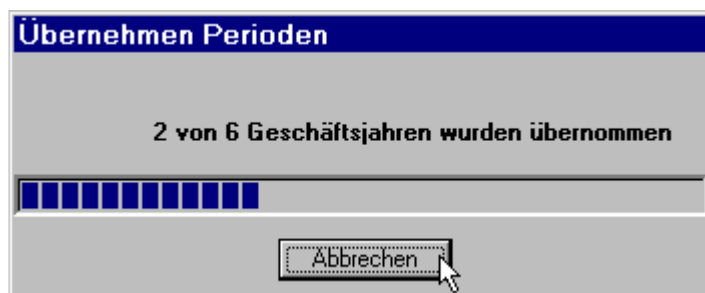 Übernehmen Perioden
2 von 6 Geschäftsjahren wurden übernommen
Abbrechen